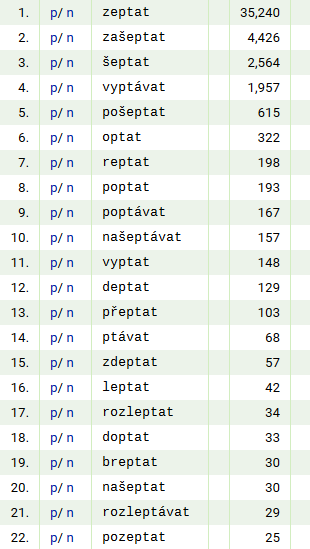 1. p/ n zeptat 35,240
2. p/ n zašeptat 4,426
3. p/ n šeptat 2,564
4. p/ n vyptávat 1,957
5. p/ n pošeptat 615
6. p/ n optat 322
7. p/ n reptat 198
8. p/ n poptat 193
9. p/ n poptávat 167
10. p/ n našeptávat 157
11. p/ n vyptat 148
12. p/ n deptat 129
13. p/ n přeptat 103
14. p/ n ptávat 68
15. p/ n zdeptat 57
16. p/ n leptat 42
17. p/ n rozleptat 34
18. p/ n doptat 33
19. p/ n breptat 30
20. p/ n našeptat 30
21. p/ n rozleptávat 29
22. p/ n pozeptat 25